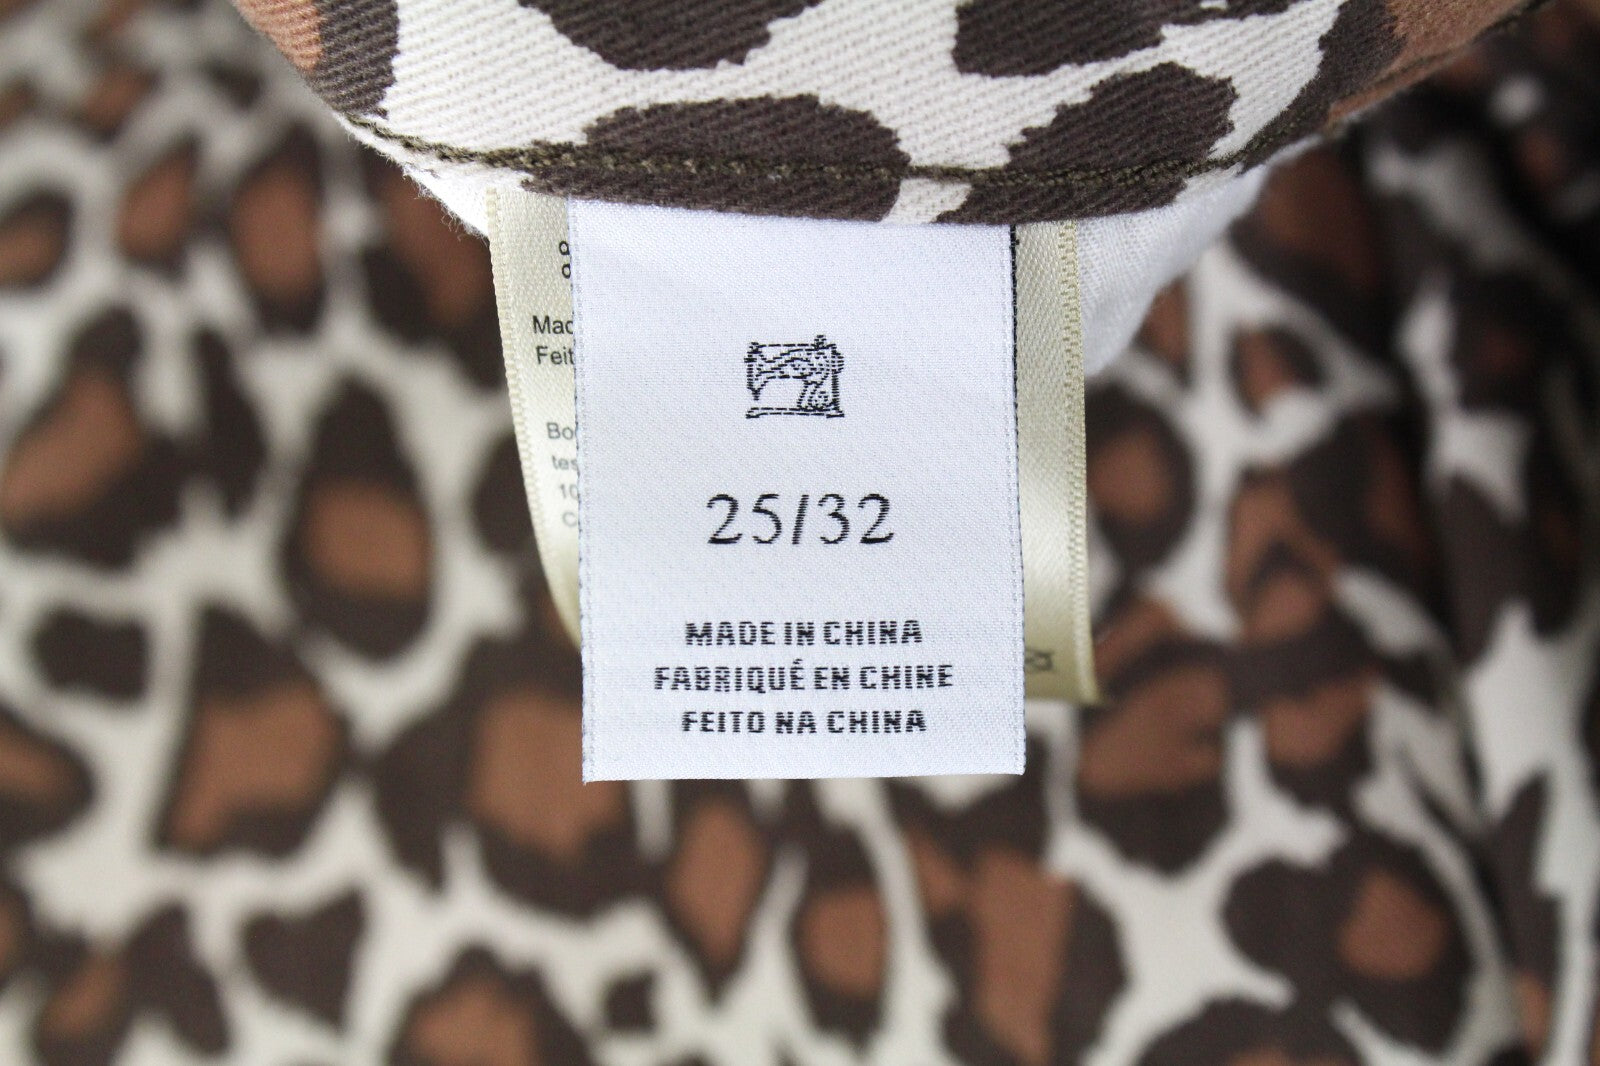 25/32
MADE IN CHINA
FABRIQUÉ EN CHINE
FEITO NA CHINA